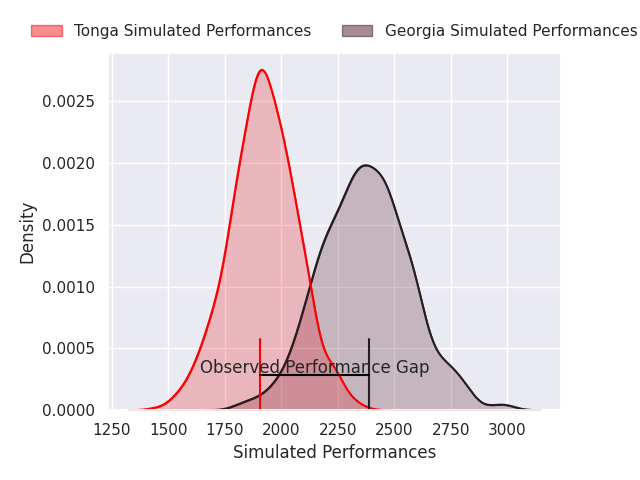 Tonga Simulated Performances
Georgia Simulated Performances
Density
0.0025
0.0020
0.0015
0.0010
0.0005
0.0000
Observed Performance Gap
1250 1500 1750 2000 2250 2500 2750 3000
Simulated Performances